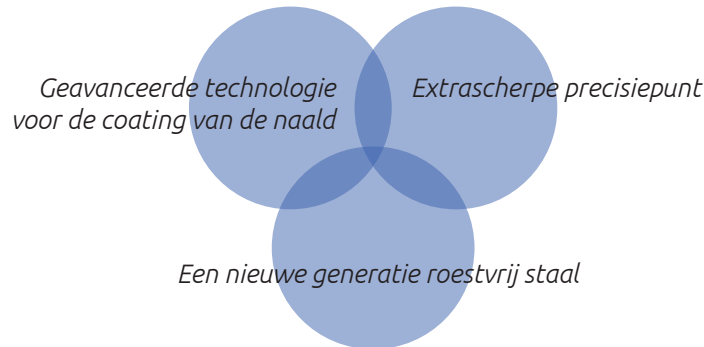 Geavanceerde technologie
voor de coating van de naald
Extrascherpe precisiepunt
Een nieuwe generatie roestvrij staal